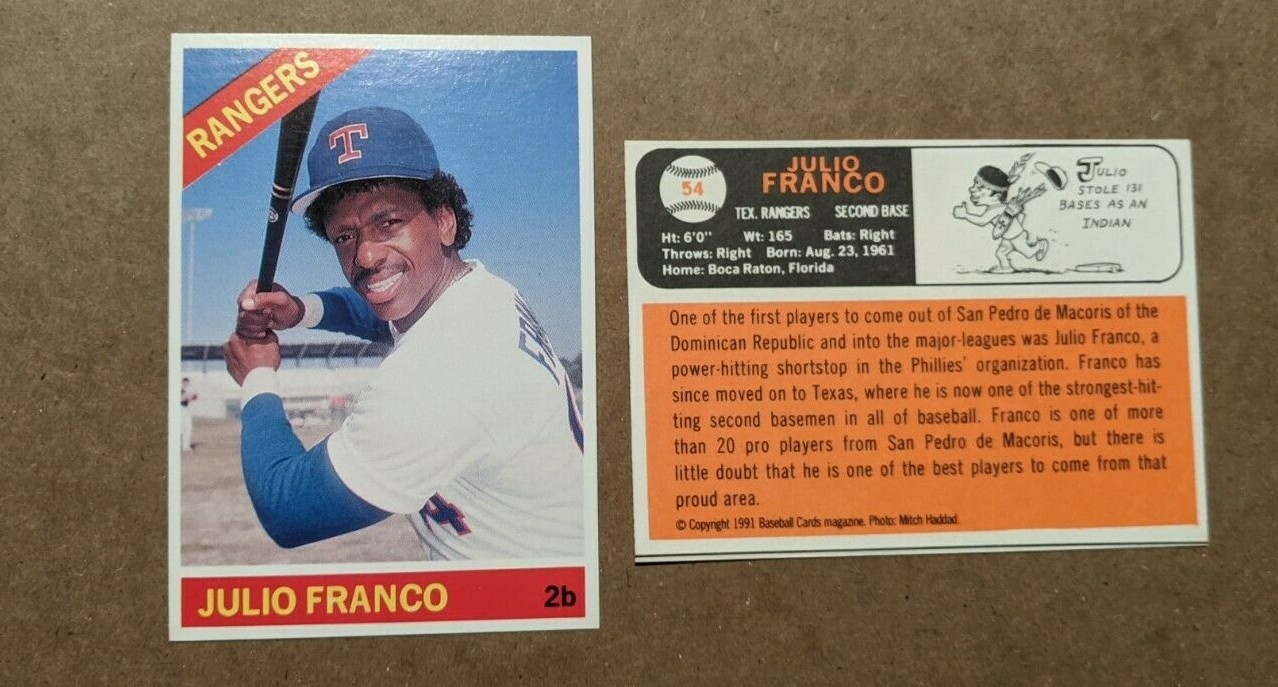 RANGERS
T
JULIO FRANCO
2b
54
JULIO
FRANCO
TEX. RANGERS SECOND BASE
Ht: 6'0" Wt: 165 Bats: Right
Throws: Right Born: Aug. 23, 1961
Home: Boca Raton, Florida
JULIO
STOLE 131
BASES AS AN
INDIAN
One of the first players to come out of San Pedro de Macoris of the
Dominican Republic and into the major-leagues was Julio Franco, a
power-hitting shortstop in the Phillies' organization. Franco has
since moved on to Texas, where he is now one of the strongest-hit-
ting second basemen in all of baseball. Franco is one of more
than 20 pro players from San Pedro de Macoris, but there is
little doubt that he is one of the best players to come from that
proud area.
© Copyright 1991 Baseball Cards magazine. Photo: Mitch Haddad.